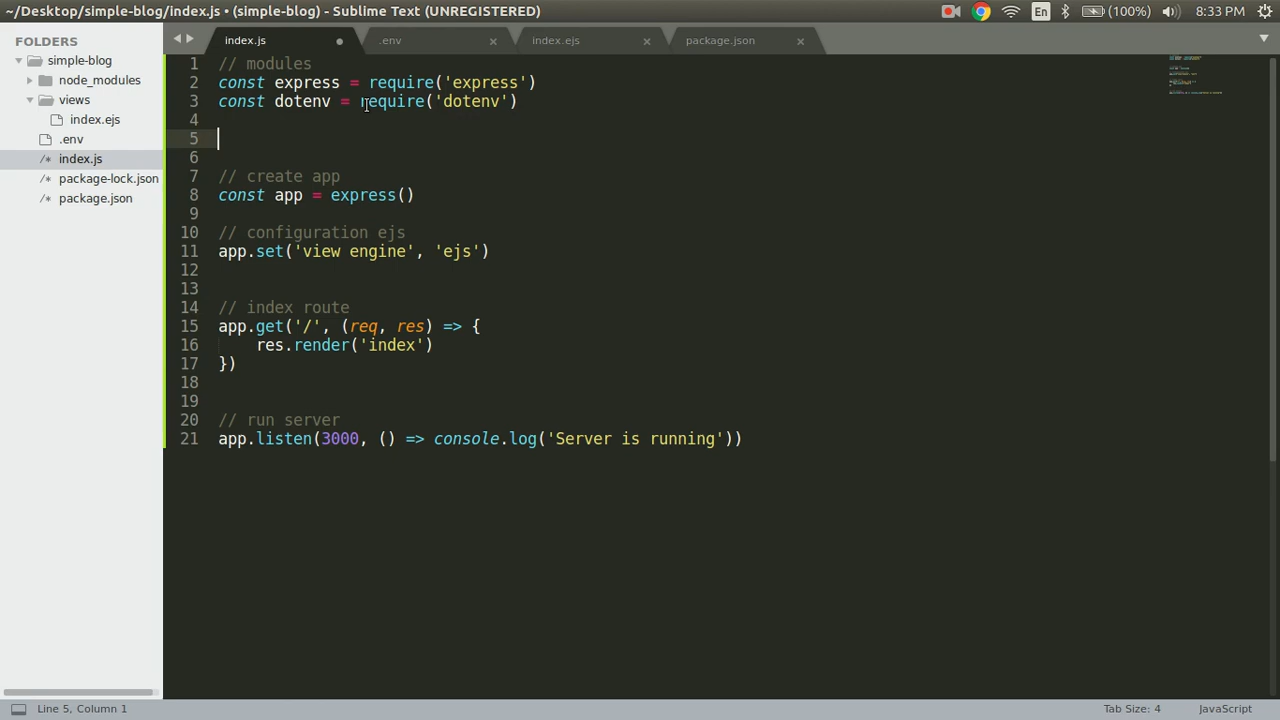 ~/Desktop/simple-blog/index.js • (simple-blog) - Sublime Text (UNREGISTERED)
En
(100%)
8:33 PM
FOLDERS
simple-blog
node_modules
views
index.ejs
.env
index.js
package-lock.json
package.json
index.js
.env
index.ejs
package.json
1 // modules
2 const express = require('express')
3 const dotenv = require('dotenv')
4
5
6
7 // create app
8 const app = express()
9
10 // configuration ejs
11 app.set('view engine', 'ejs')
12
13
14 // index route
15 app.get('/', (req, res) => {
16     res.render('index')
17 })
18
19
20 // run server
21 app.listen(3000, () => console.log('Server is running'))
Line 5, Column 1
Tab Size: 4
JavaScript